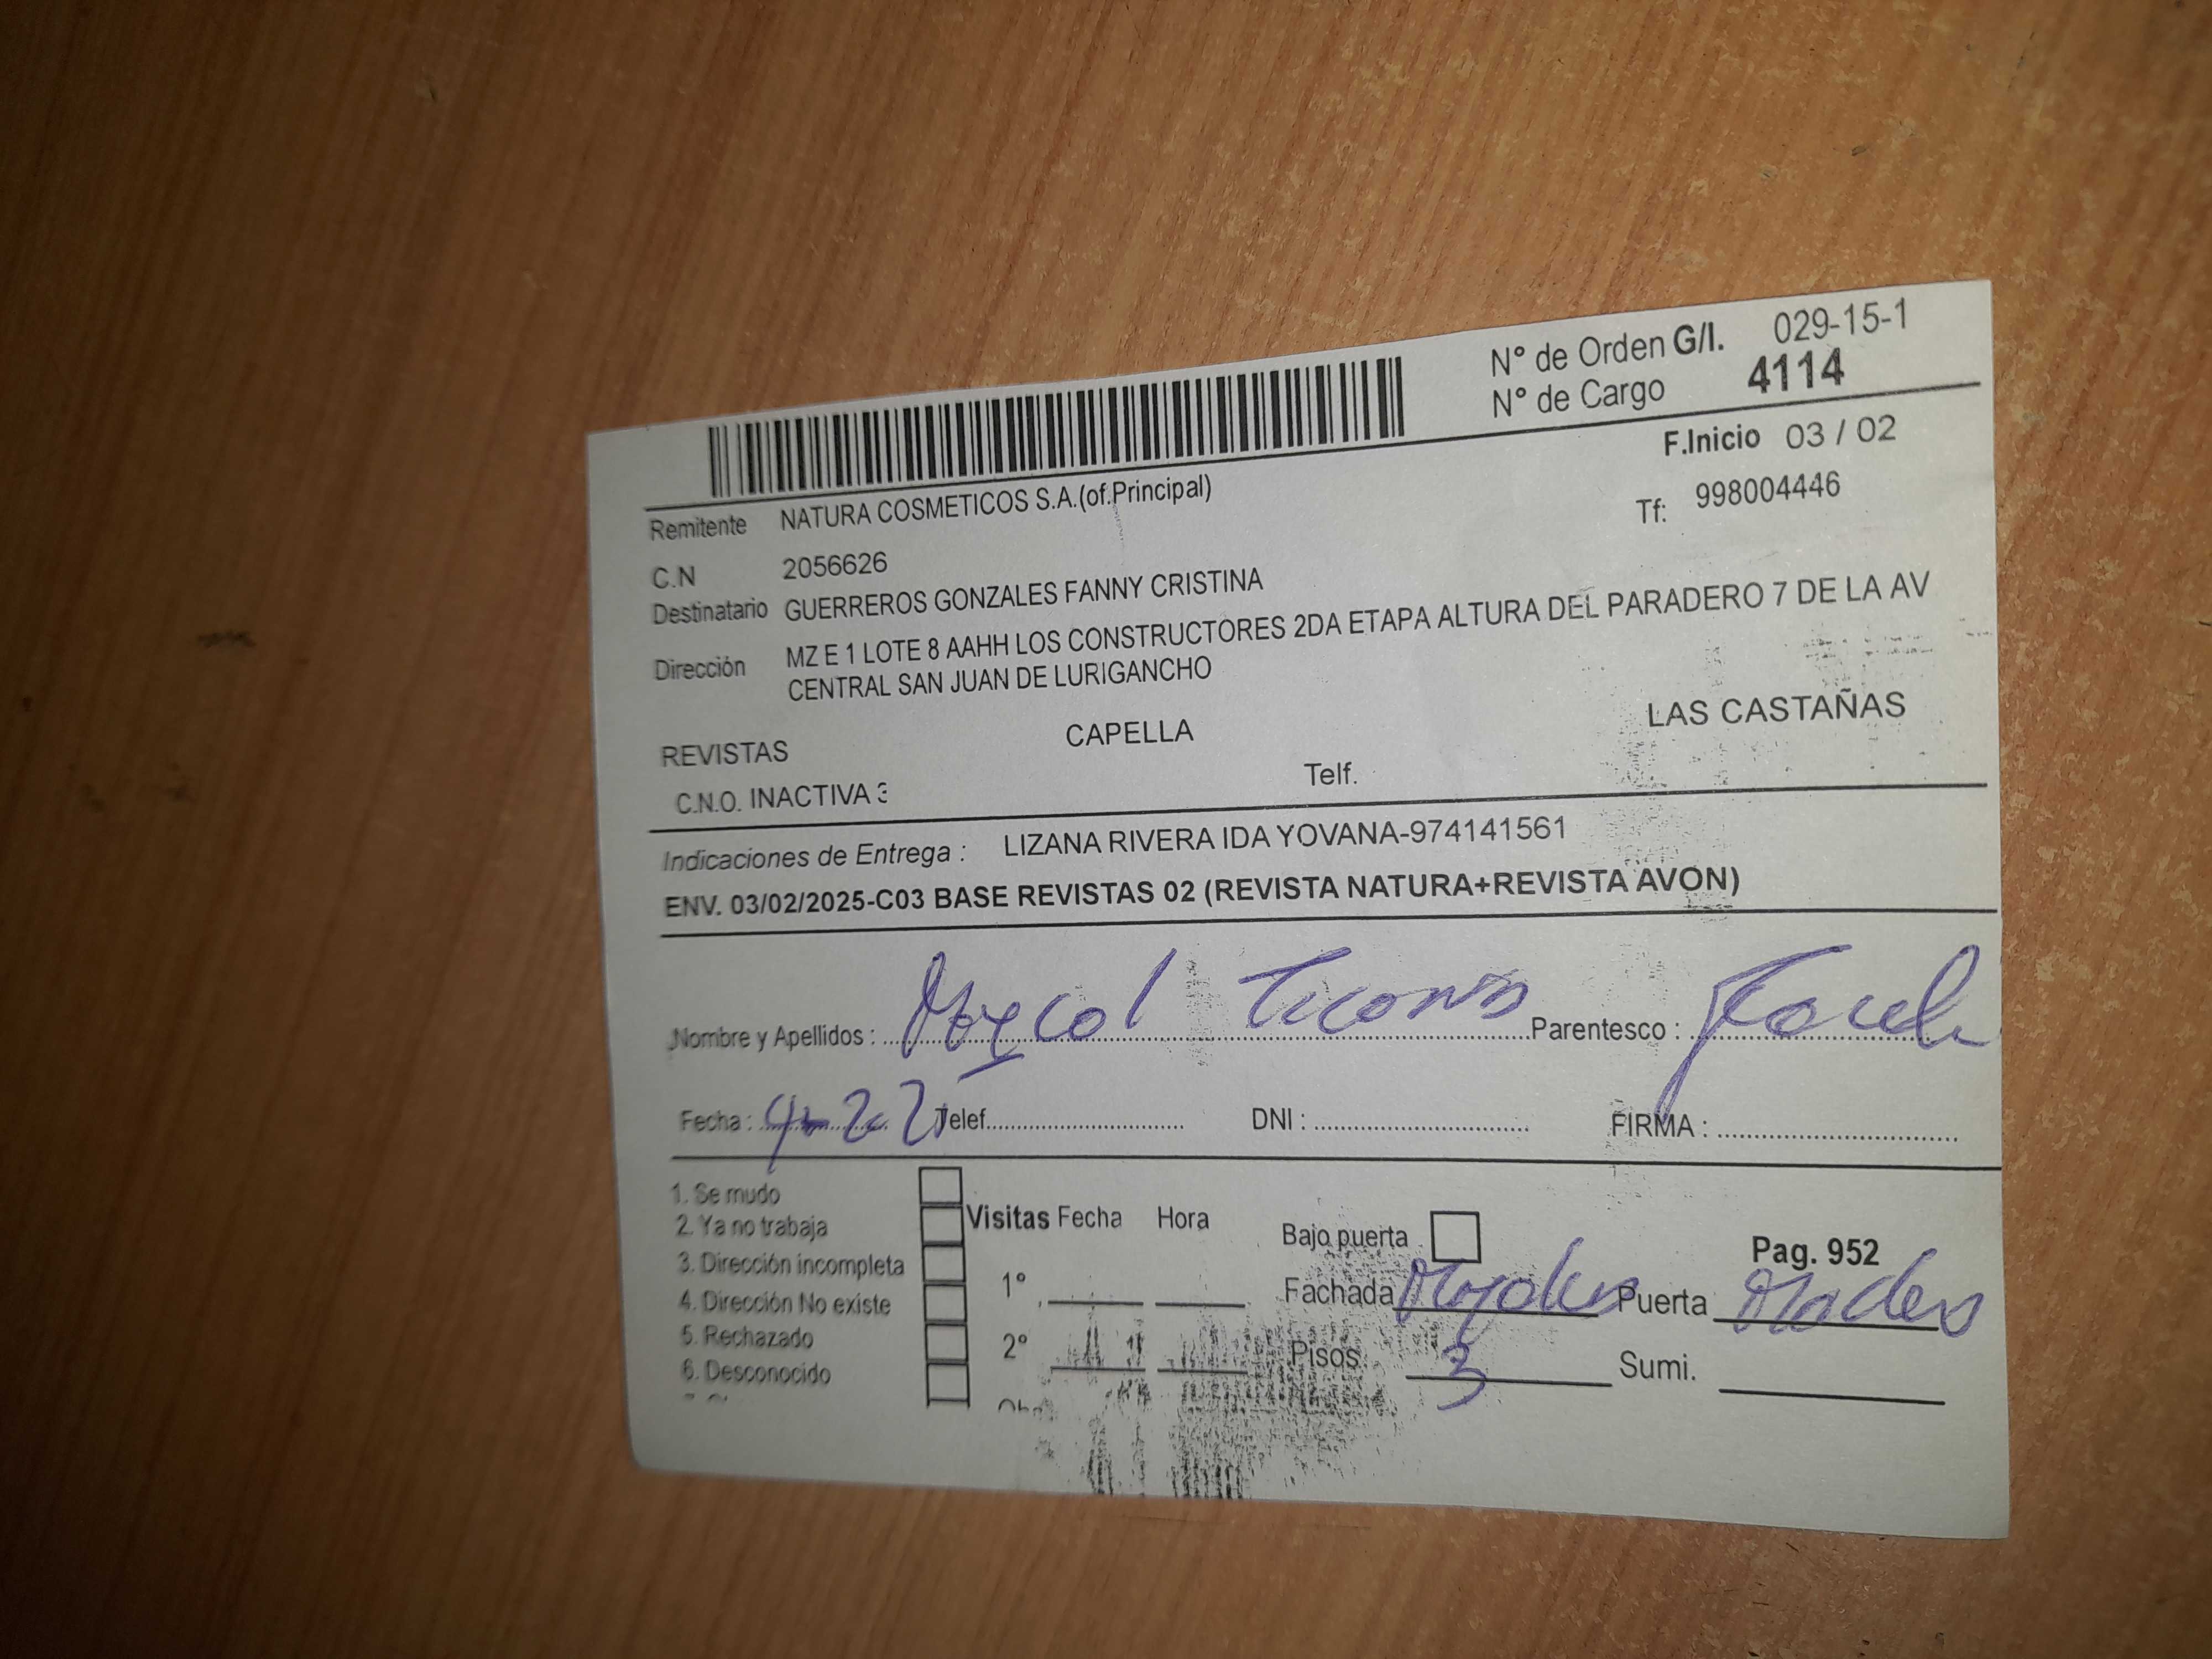 N° de Orden G/I. 029-15-1
N° de Cargo 4114
F.Inicio 03 / 02
Remitente NATURA COSMETICOS S.A.(of.Principal)
Tf: 998004446
C.N 2056626
Destinatario GUERREROS GONZALES FANNY CRISTINA
Dirección MZ E 1 LOTE 8 AAHH LOS CONSTRUCTORES 2DA ETAPA ALTURA DEL PARADERO 7 DE LA AV
CENTRAL SAN JUAN DE LURIGANCHO
REVISTAS CAPELLA LAS CASTAÑAS
C.N.O. INACTIVA 3 Telf.
Indicaciones de Entrega : LIZANA RIVERA IDA YOVANA-974141561
ENV. 03/02/2025-C03 BASE REVISTAS 02 (REVISTA NATURA+REVISTA AVON)
Nombre y Apellidos : Parentesco :
Fecha : Telef. DNI : FIRMA :
1. Se mudo
2. Ya no trabaja
3. Dirección incompleta
4. Dirección No existe
5. Rechazado
6. Desconocido
Visitas Fecha Hora
1°
2°
Bajo puerta Pag. 952
Fachada Puerta
Pisos 3 Sumi.